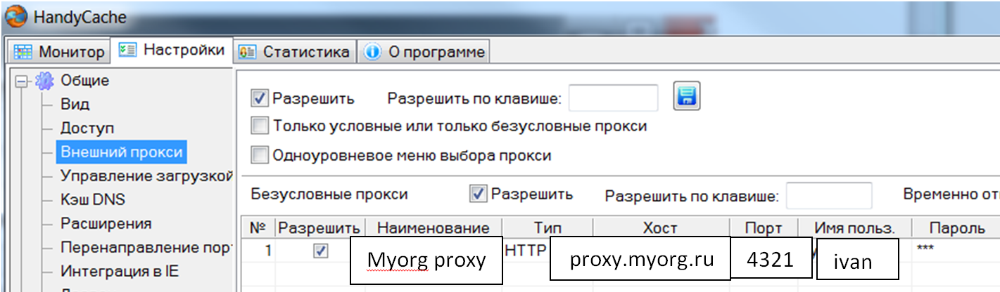 HandyCache
Монитор Настройки Статистика О программе
Общие
Вид
Доступ
Внешний прокси
Управление загрузкой
Кэш DNS
Расширения
Перенаправление пор
Интеграция в IE
Разрешить Разрешить по клавише:
Только условные или только безусловные прокси
Одноуровневое меню выбора прокси
Безусловные прокси Разрешить Разрешить по клавише: Временно от
№ Разрешить Наименование Тип Хост Порт Имя польз. Пароль
1 Myorg proxy HTTP proxy.myorg.ru 4321 ivan ***